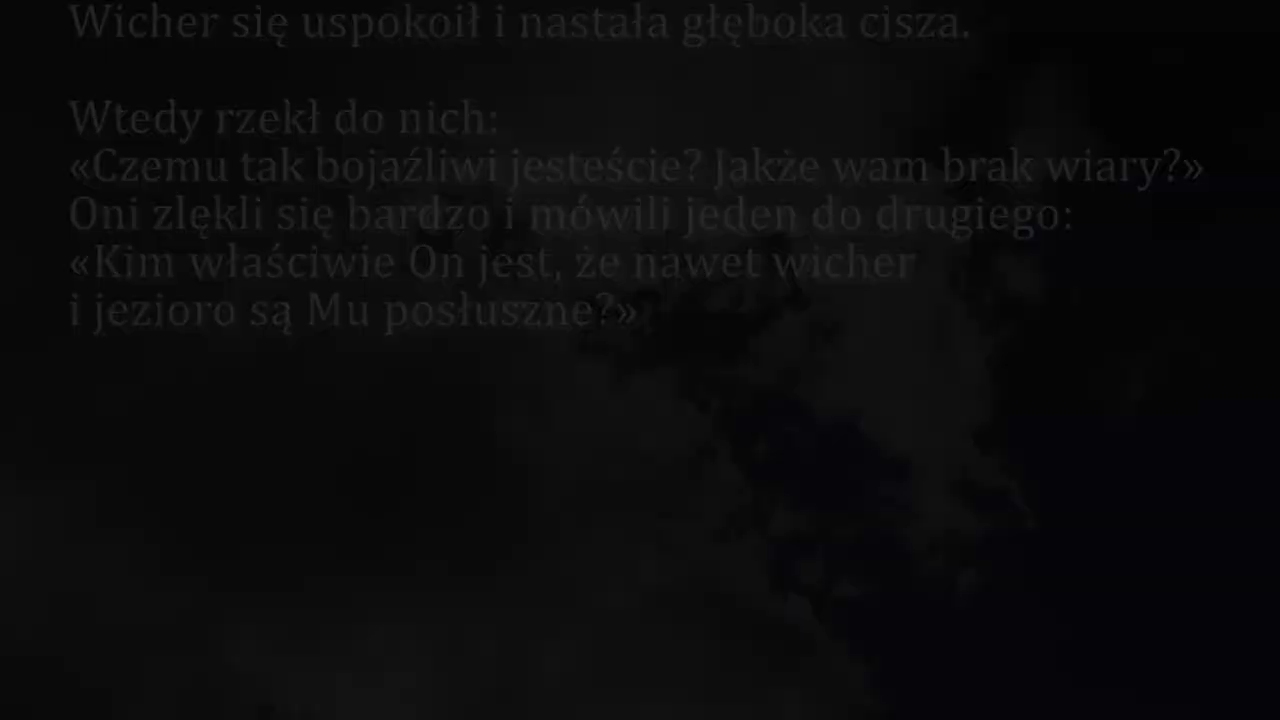 Wicher się uspokoił i nastała głęboka cisza.
Wtedy rzekł do nich:
«Czemu tak bojaźliwi jesteście? Jakże wam brak wiary?»
Oni zlękli się bardzo i mówili jeden do drugiego:
«Kim właściwie On jest, że nawet wicher
i jezioro są Mu posłuszne?»